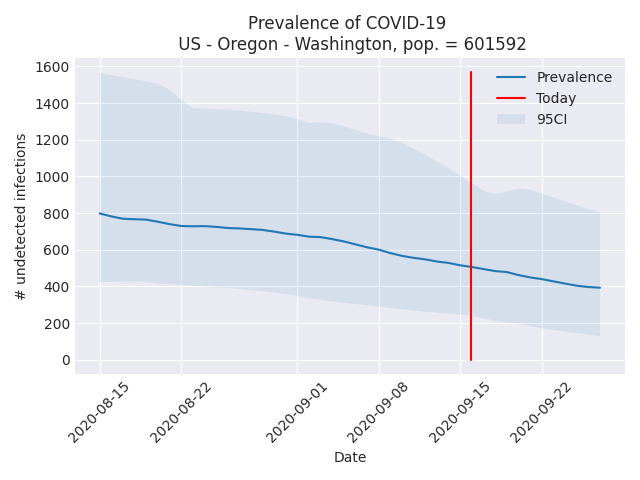 Prevalence of COVID-19
US - Oregon - Washington, pop. = 601592
# undetected infections
1600
1400
1200
1000
800
600
400
200
0
Prevalence
Today
95CI
2020-08-15
2020-08-22
2020-09-01
2020-09-08
2020-09-15
2020-09-22
Date